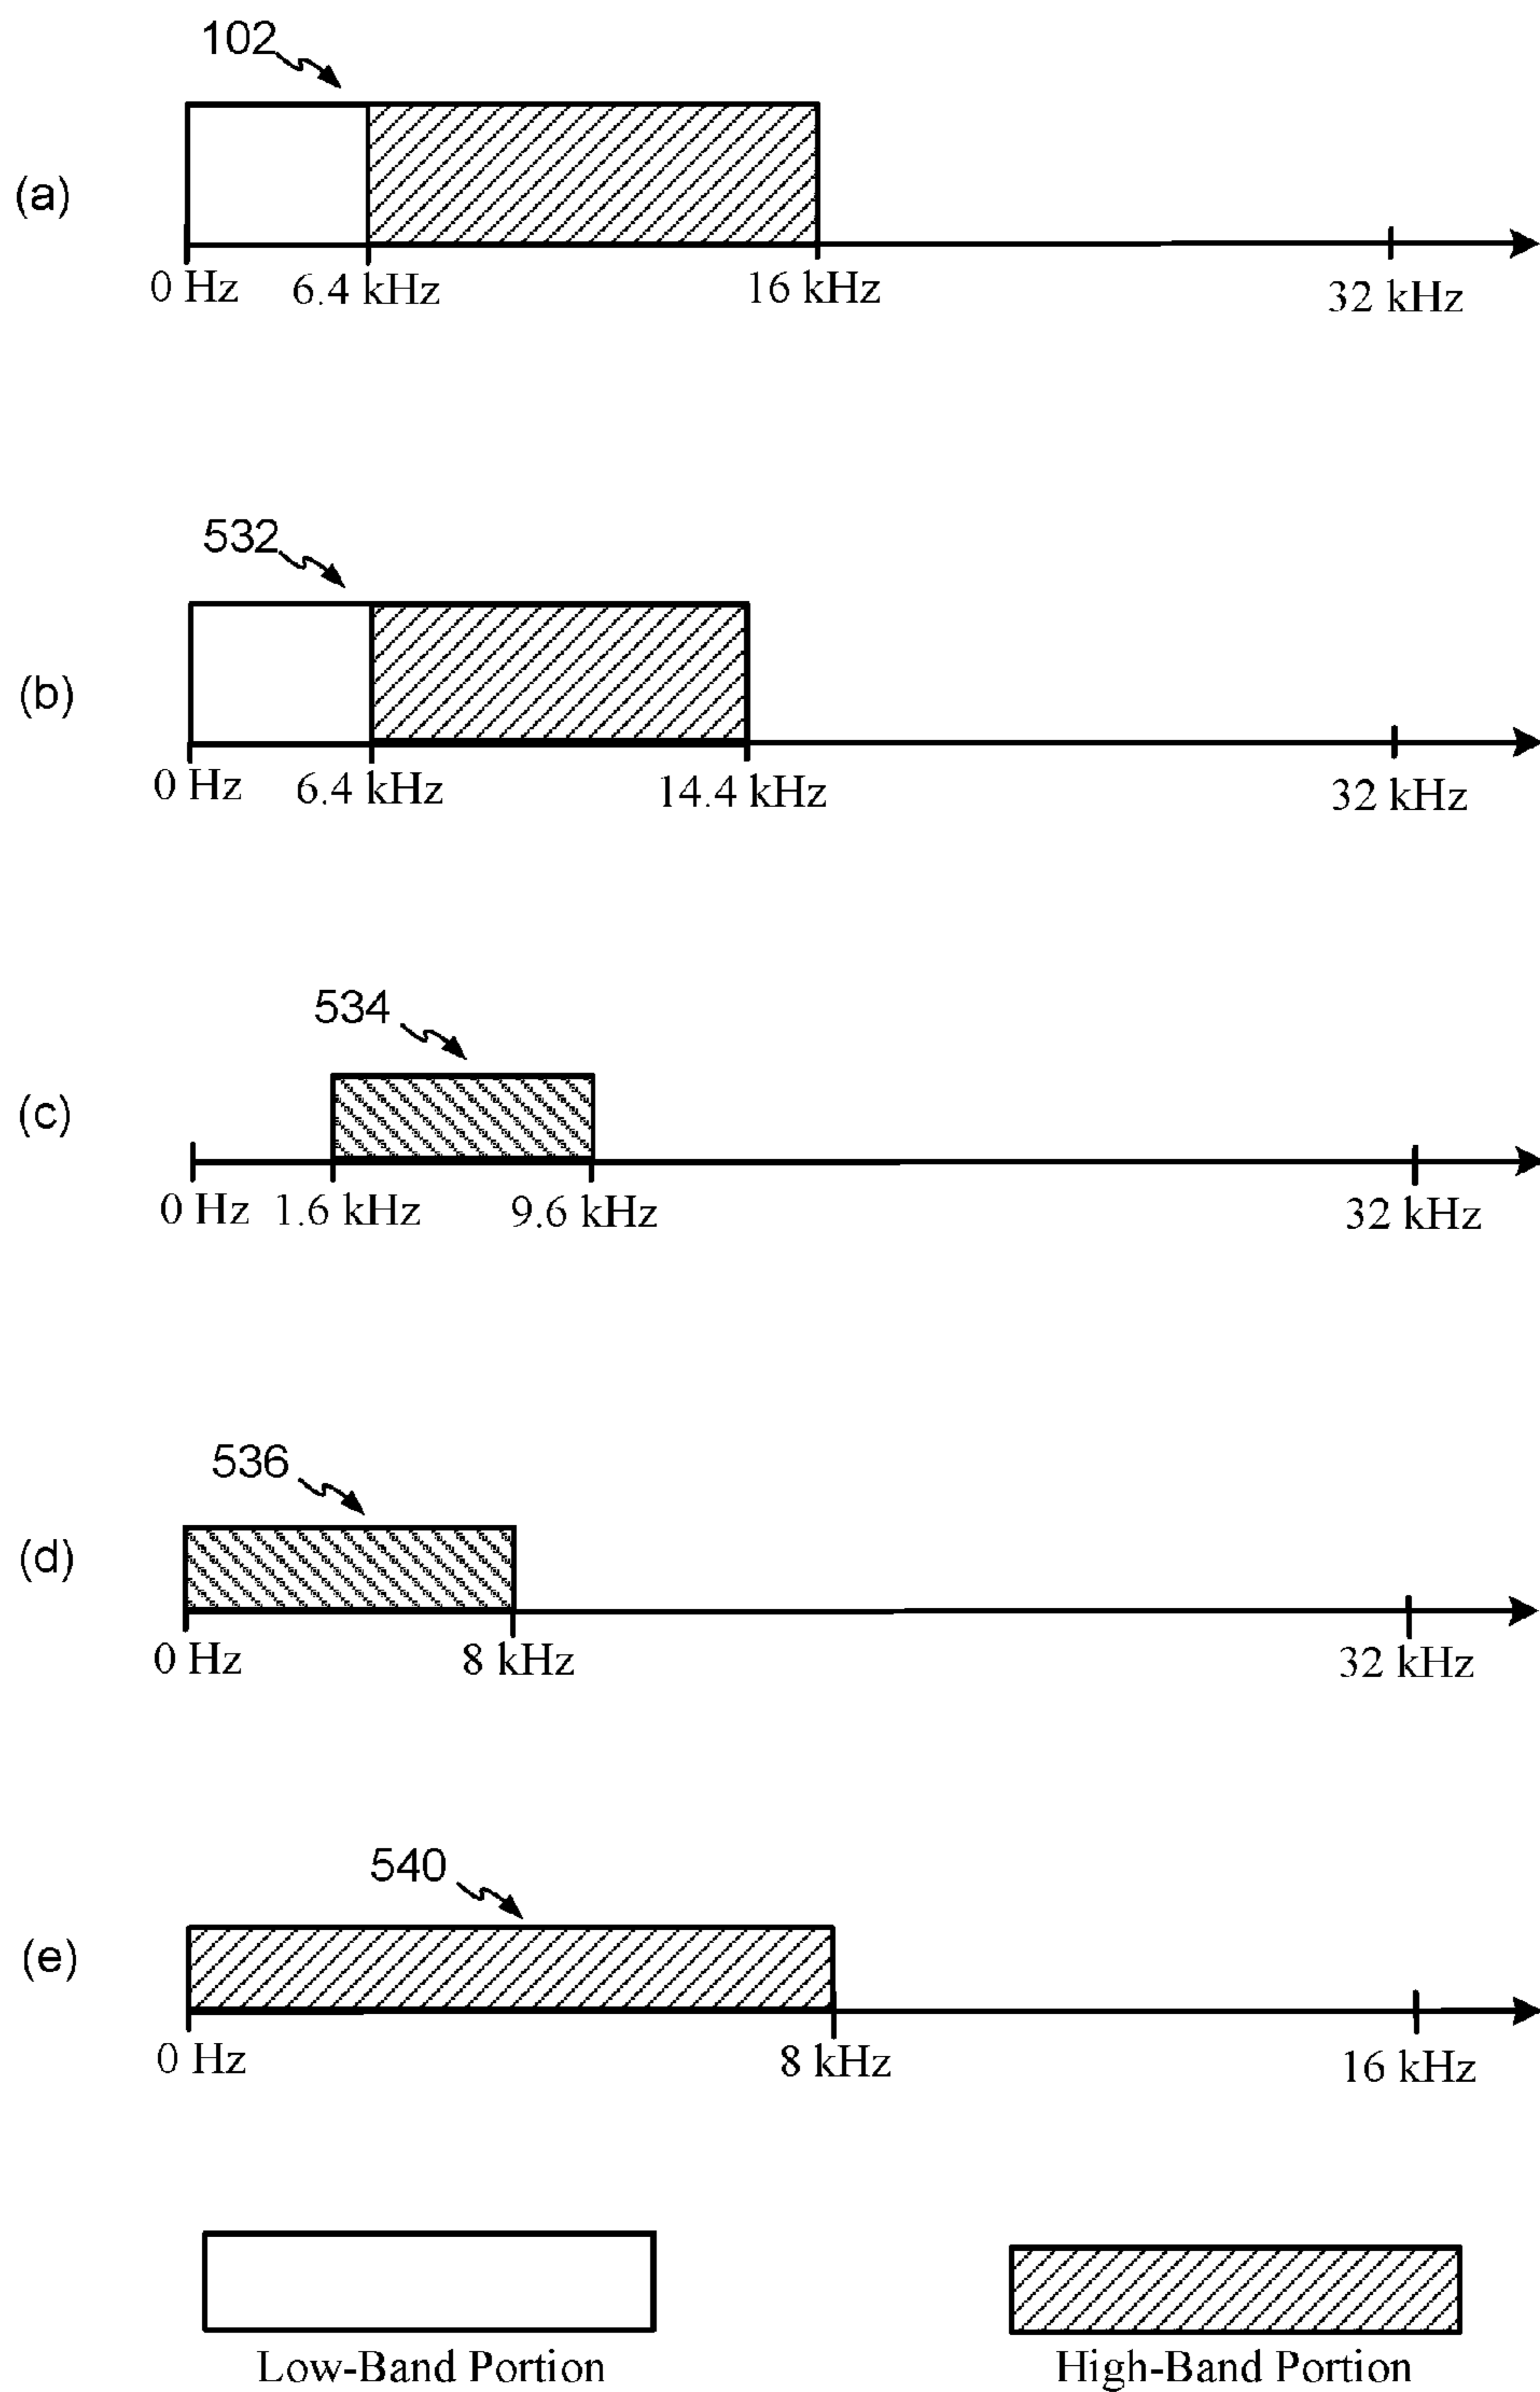 102
(a)
0 Hz 6.4 kHz 16 kHz 32 kHz
532
(b)
0 Hz 6.4 kHz 14.4 kHz 32 kHz
534
(c)
0 Hz 1.6 kHz 9.6 kHz 32 kHz
536
(d)
0 Hz 8 kHz 32 kHz
540
(e)
0 Hz 8 kHz 16 kHz
Low-Band Portion High-Band Portion